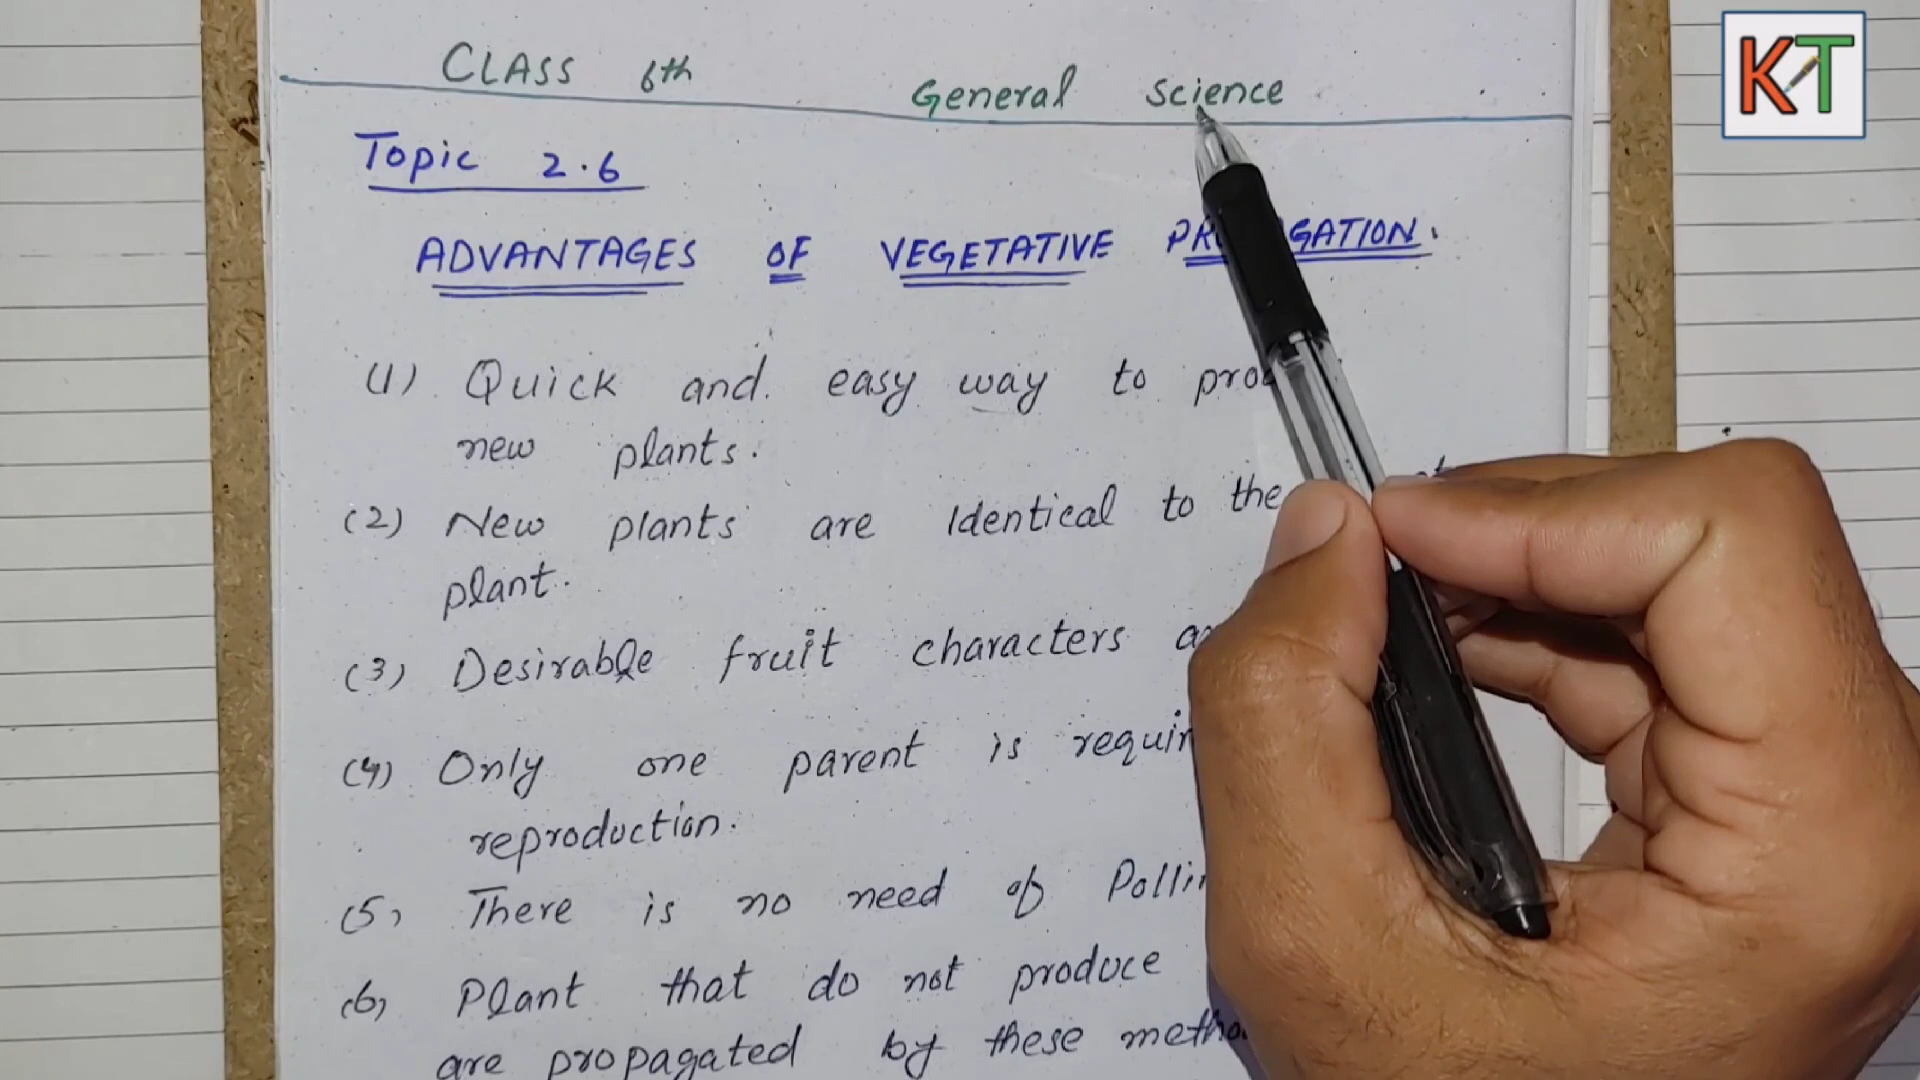 CLASS 6th General Science
KT
Topic 2.6
ADVANTAGES OF VEGETATIVE
(1) Quick and easy way to
new plants.
(2) New plants are Identical to the
plant.
(3) Desirable fruit characters
(4) Only one parent is
reproduction.
(5) There is no need of
(6) Plant that do not produce
are propagated by these